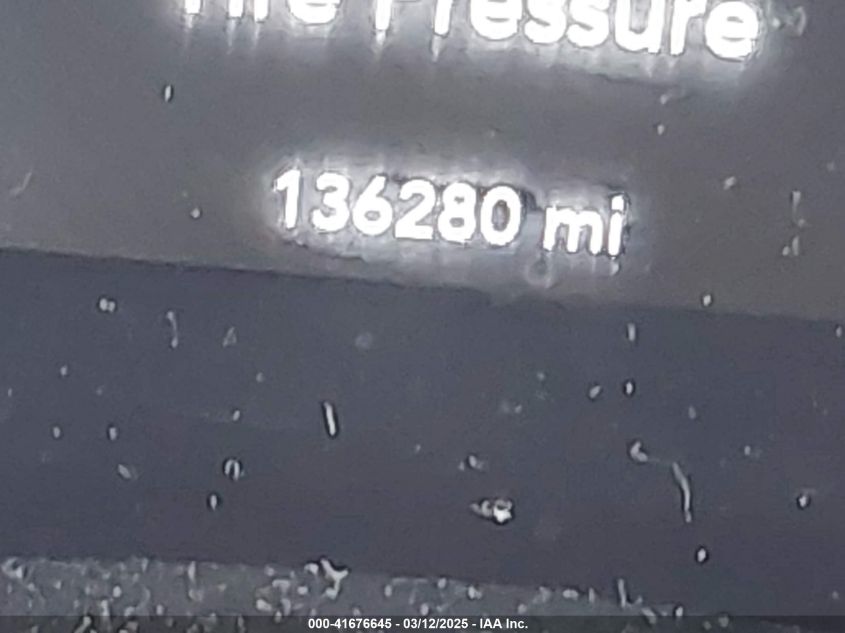 Tire Pressure
136280 mi
000-41676645 - 03/12/2025 - IAA Inc.